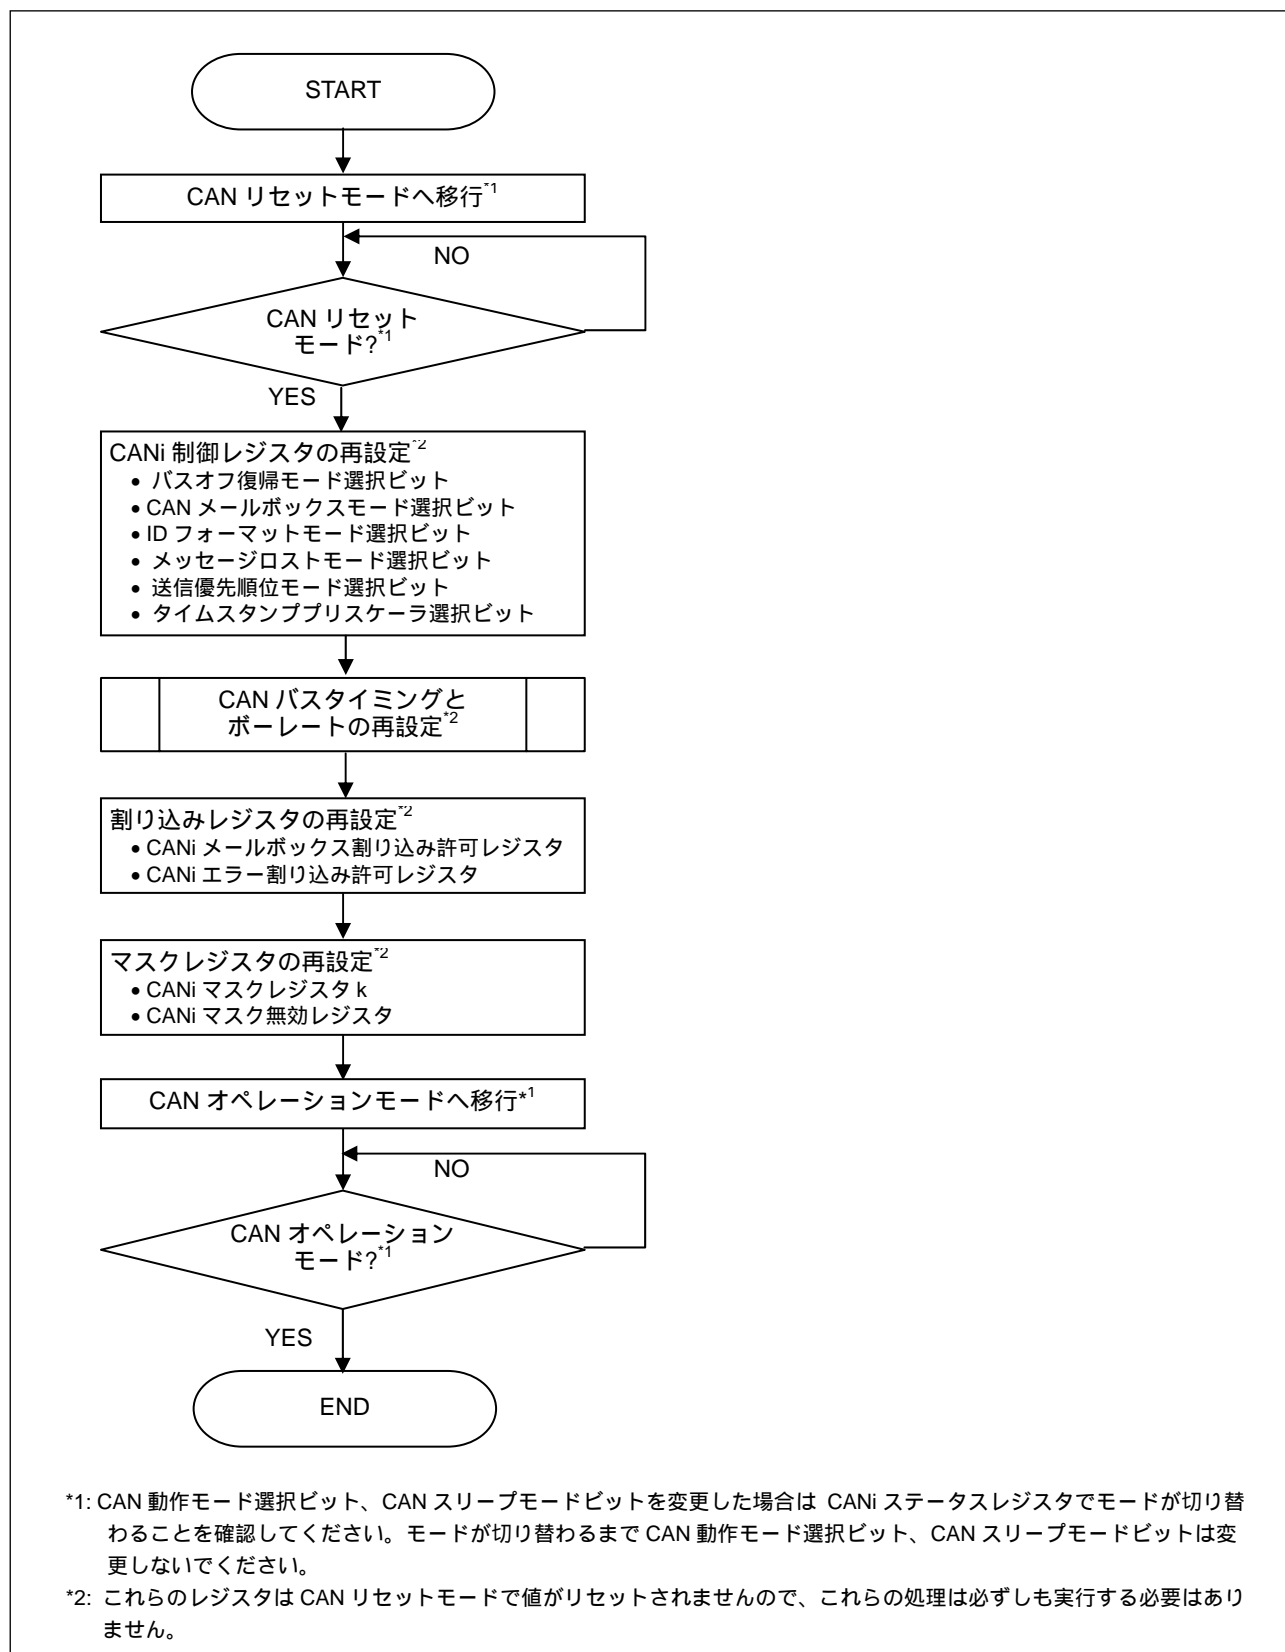 START
CAN リセットモードへ移行*1
NO
CAN リセット
モード?*1
YES
CANi 制御レジスタの再設定*2
• バスオフ復帰モード選択ビット
• CAN メールボックスモード選択ビット
• ID フォーマットモード選択ビット
• メッセージロストモード選択ビット
• 送信優先順位モード選択ビット
• タイムスタンププリスケーラ選択ビット
CAN バスタイミングと
ボーレートの再設定*2
割り込みレジスタの再設定*2
• CANi メールボックス割り込み許可レジスタ
• CANi エラー割り込み許可レジスタ
マスクレジスタの再設定*2
• CANi マスクレジスタ k
• CANi マスク無効レジスタ
CAN オペレーションモードへ移行*1
NO
CAN オペレーション
モード?*1
YES
END
*1: CAN 動作モード選択ビット、CAN スリープモードビットを変更した場合は CANi ステータスレジスタでモードが切り替
わることを確認してください。モードが切り替わるまで CAN 動作モード選択ビット、CAN スリープモードビットは変
更しないでください。
*2: これらのレジスタは CAN リセットモードで値がリセットされませんので、これらの処理は必ずしも実行する必要はあり
ません。